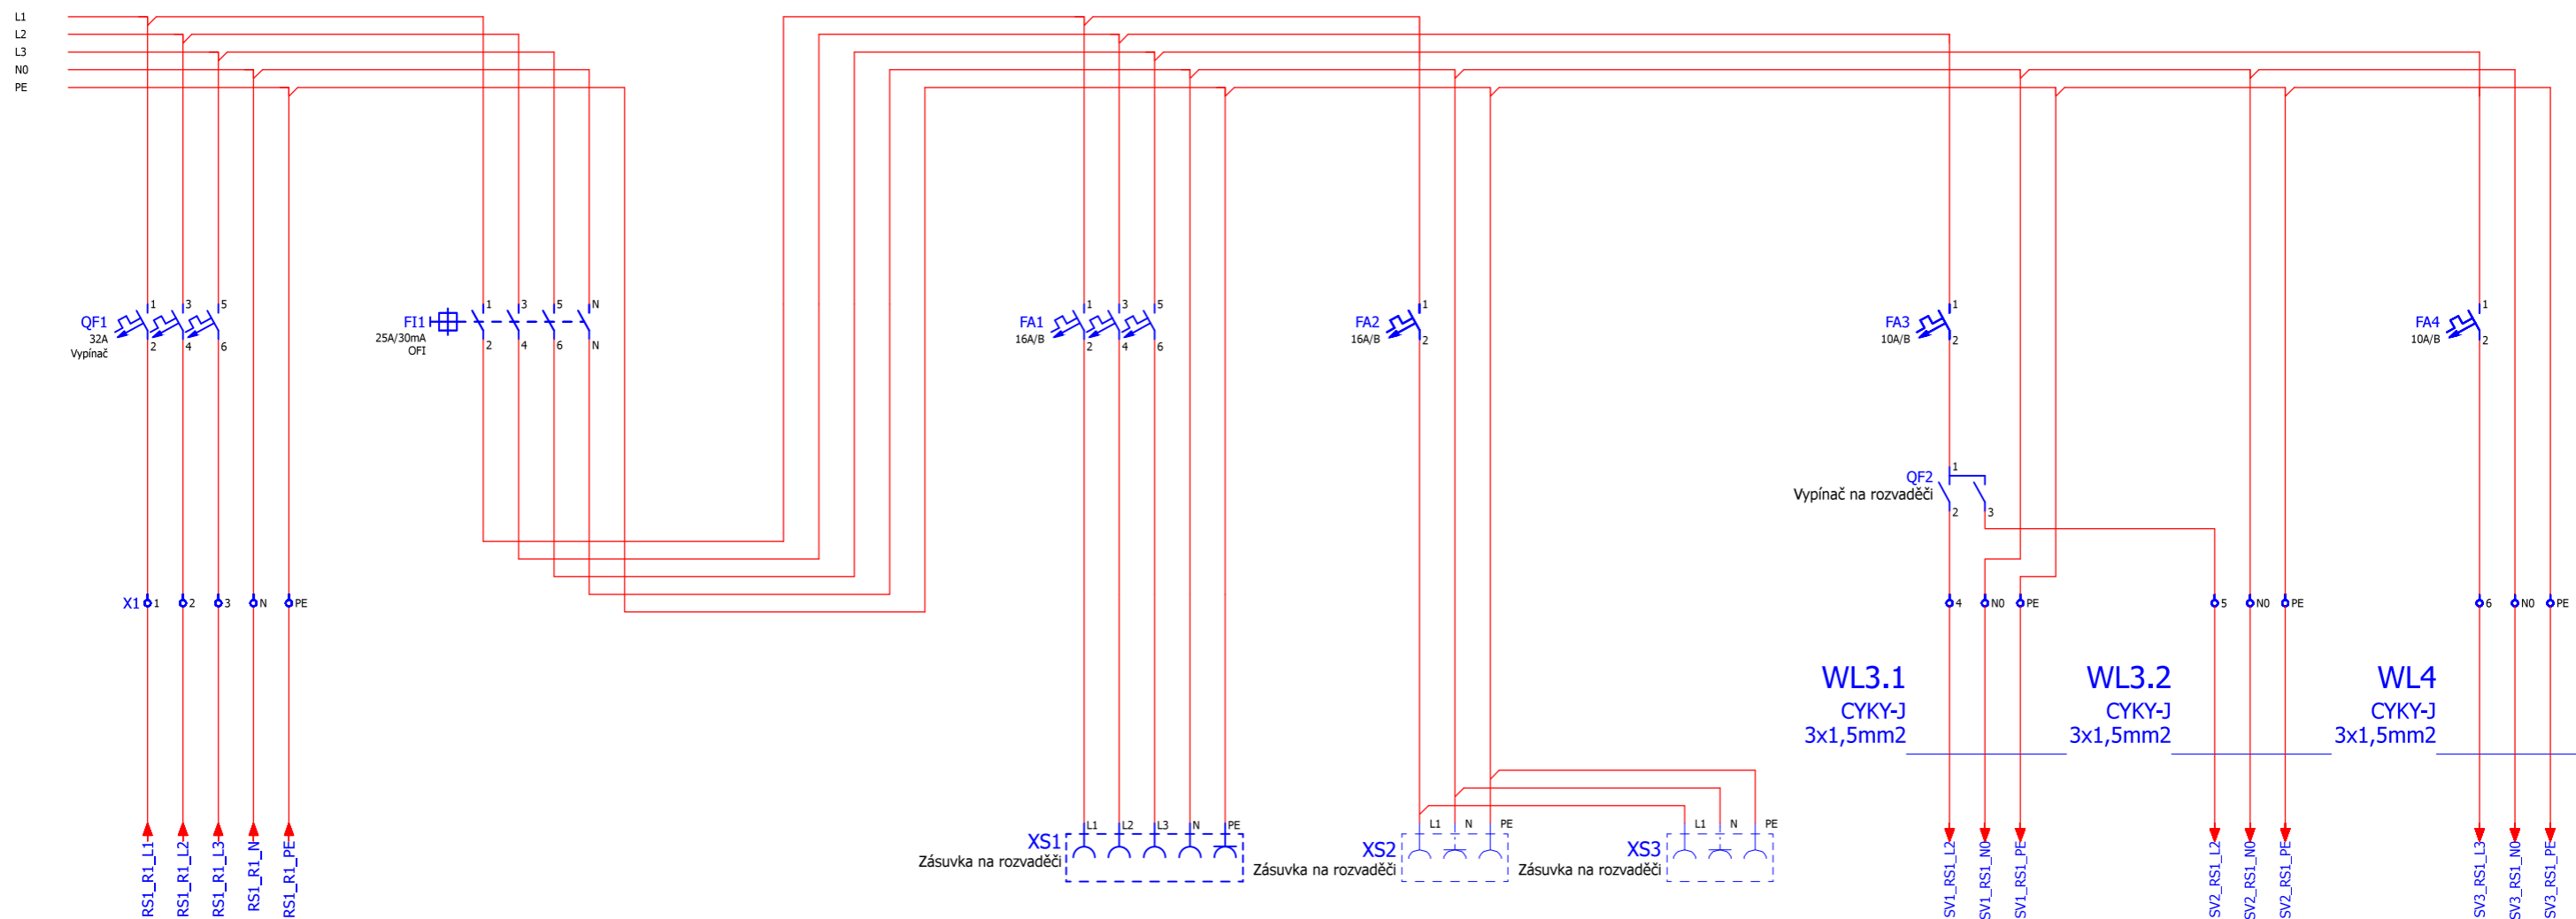 L1
L2
L3
N0
PE
QF1
32A
Vypínač
1
3
5
2
4
6
FI1
25A/30mA
OFI
1
3
5
N
2
4
6
N
FA1
16A/B
1
3
5
2
4
6
FA2
16A/B
1
2
FA3
10A/B
1
2
FA4
10A/B
1
2
QF2
Vypínač na rozvaděči
1
2
3
X1
1
2
3
N
PE
4
N0
PE
5
N0
PE
6
N0
PE
WL3.1
CYKY-J
3x1,5mm2
WL3.2
CYKY-J
3x1,5mm2
WL4
CYKY-J
3x1,5mm2
RS1_R1_L1
RS1_R1_L2
RS1_R1_L3
RS1_R1_N
RS1_R1_PE
XS1
Zásuvka na rozvaděči
L1
L2
L3
N
PE
XS2
Zásuvka na rozvaděči
L1
N
PE
XS3
Zásuvka na rozvaděči
L1
N
PE
SV1_RS1_L2
SV1_RS1_N0
SV1_RS1_PE
SV2_RS1_L2
SV2_RS1_N0
SV2_RS1_PE
SV3_RS1_L3
SV3_RS1_N0
SV3_RS1_PE